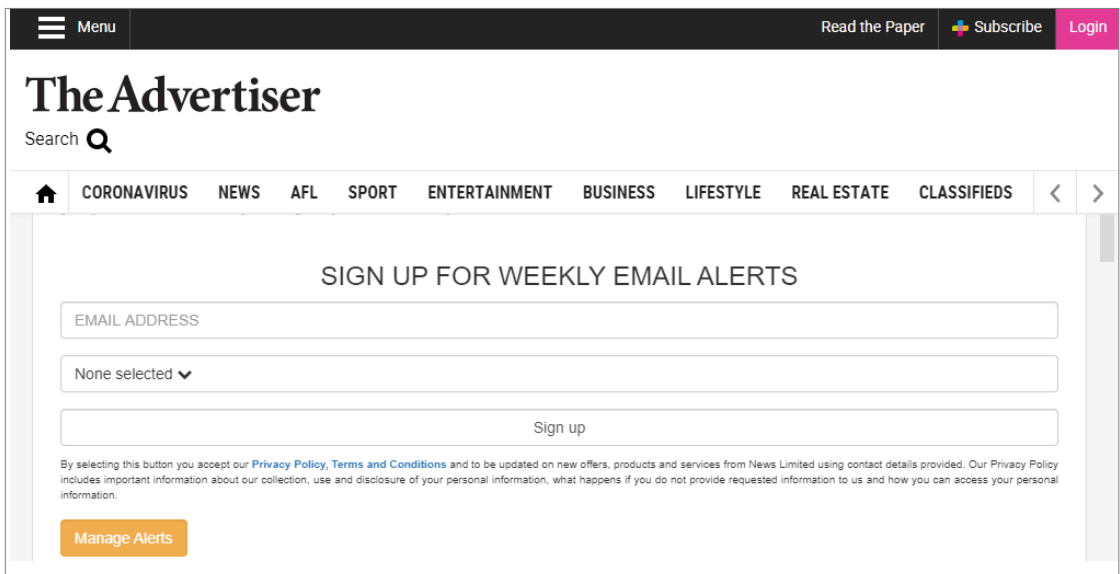 Menu Read the Paper Subscribe Login
The Advertiser
Search
CORONAVIRUS NEWS AFL SPORT ENTERTAINMENT BUSINESS LIFESTYLE REAL ESTATE CLASSIFIEDS
SIGN UP FOR WEEKLY EMAIL ALERTS
EMAIL ADDRESS
None selected
Sign up
By selecting this button you accept our Privacy Policy, Terms and Conditions and to be updated on new offers, products and services from News Limited using contact details provided. Our Privacy Policy
includes important information about our collection, use and disclosure of your personal information, what happens if you do not provide requested information to us and how you can access your personal
information.
Manage Alerts